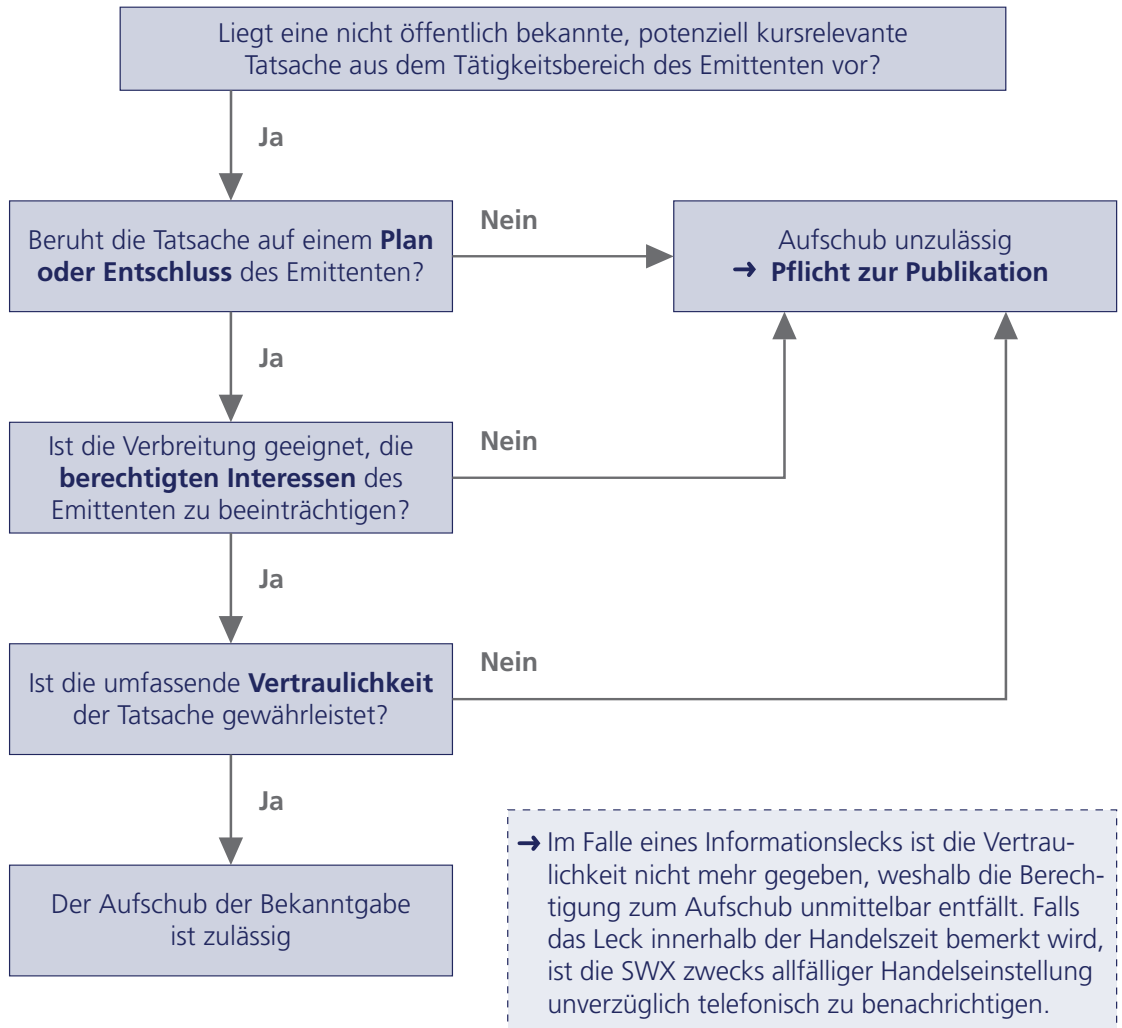 Liegt eine nicht öffentlich bekannte, potenziell kursrelevante
Tatsache aus dem Tätigkeitsbereich des Emittenten vor?
Ja
Beruht die Tatsache auf einem Plan
oder Entschluss des Emittenten?
Nein
Aufschub unzulässig
→ Pflicht zur Publikation
Ja
Ist die Verbreitung geeignet, die
berechtigten Interessen des
Emittenten zu beeinträchtigen?
Nein
Ja
Ist die umfassende Vertraulichkeit
der Tatsache gewährleistet?
Nein
Ja
Der Aufschub der Bekanntgabe
ist zulässig
→ Im Falle eines Informationslecks ist die Vertrau-
lichkeit nicht mehr gegeben, weshalb die Berech-
tigung zum Aufschub unmittelbar entfällt. Falls
das Leck innerhalb der Handelszeit bemerkt wird,
ist die SWX zwecks allfälliger Handelseinstellung
unverzüglich telefonisch zu benachrichtigen.